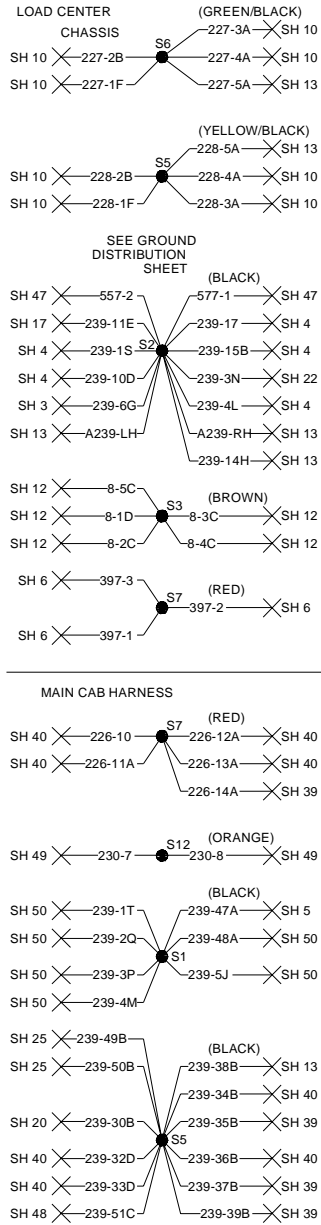 LOAD CENTER (GREEN/BLACK)
CHASSIS S6 227-3A SH 10
SH 10 227-2B 227-4A SH 10
SH 10 227-1F 227-5A SH 13
(YELLOW/BLACK)
S5 228-5A SH 13
SH 10 228-2B 228-4A SH 10
SH 10 228-1F 228-3A SH 10
SEE GROUND
DISTRIBUTION
SHEET
(BLACK)
SH 47 557-2 577-1 SH 47
SH 17 239-11E 239-17 SH 4
SH 4 239-1S S2 239-15B SH 4
SH 4 239-10D 239-3N SH 22
SH 3 239-6G 239-4L SH 4
SH 13 A239-LH A239-RH SH 13
239-14H SH 13
SH 12 8-5C (BROWN)
SH 12 8-1D S3 8-3C SH 12
SH 12 8-2C 8-4C SH 12
SH 6 397-3 (RED)
S7 397-2 SH 6
SH 6 397-1
MAIN CAB HARNESS
(RED)
SH 40 226-10 S7 226-12A SH 40
SH 40 226-11A 226-13A SH 40
226-14A SH 39
(ORANGE)
SH 49 230-7 S12 230-8 SH 49
(BLACK)
SH 50 239-1T 239-47A SH 5
SH 50 239-2Q 239-48A SH 50
S1
SH 50 239-3P 239-5J SH 50
SH 50 239-4M
SH 25 239-49B (BLACK)
SH 25 239-50B 239-38B SH 13
239-34B SH 40
SH 20 239-30B 239-35B SH 39
S5
SH 40 239-32D 239-36B SH 40
SH 40 239-33D 239-37B SH 39
SH 48 239-51C 239-39B SH 39